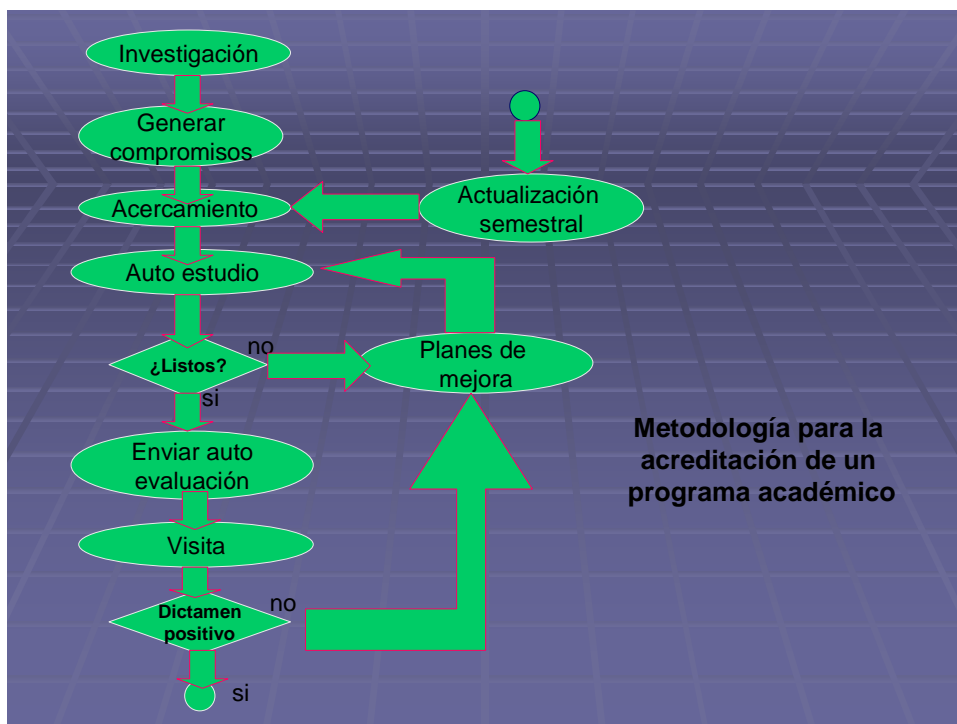 Investigación
Generar
compromisos
Acercamiento
Actualización
semestral
Auto estudio
¿Listos?
no
Planes de
mejora
si
Enviar auto
evaluación
Metodología para la
acreditación de un
programa académico
Visita
Dictamen
positivo
no
si